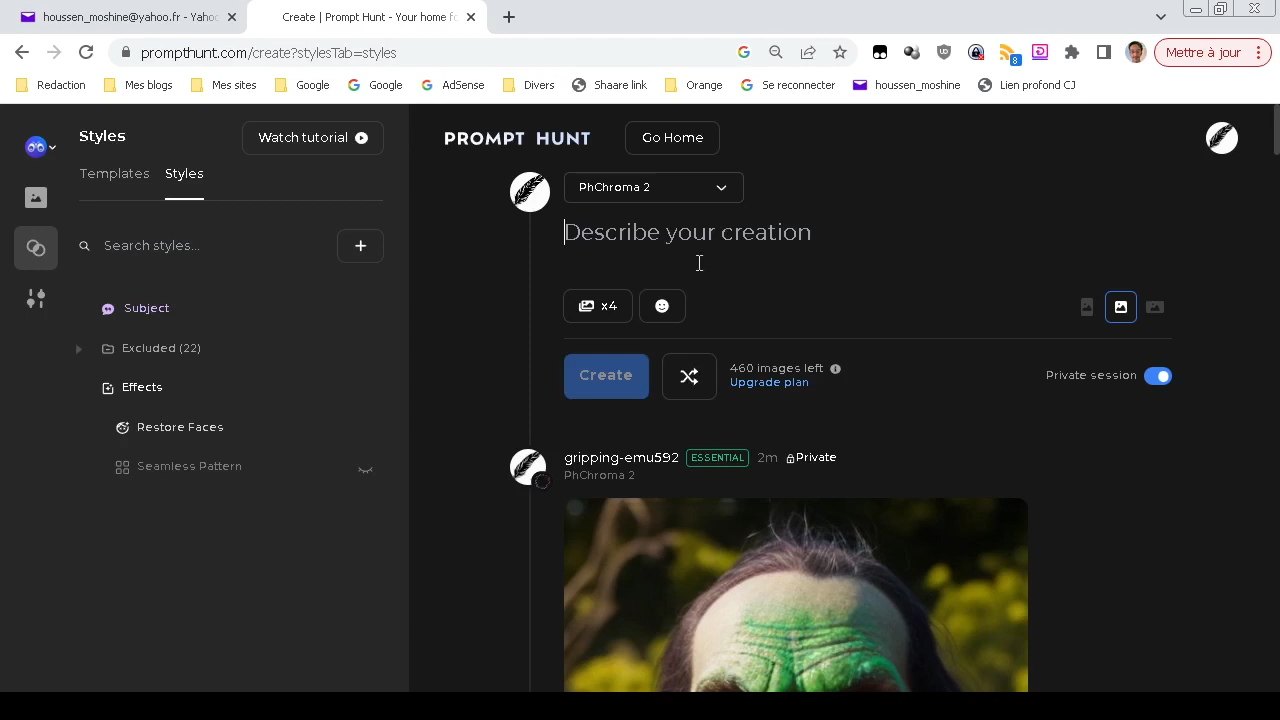 houssen_moshine@yahoo.fr - Yahoo
Create | Prompt Hunt - Your home fo
prompthunt.com/create?stylesTab=styles
8
Mettre à jour
Redaction
Mes blogs
Mes sites
Google
Google
AdSense
Divers
Shaare link
Orange
Se reconnecter
houssen_moshine
Lien profond CJ
Styles
Watch tutorial
PROMPT HUNT
Go Home
Templates
Styles
PhChroma 2
Search styles...
+
Describe your creation
x4
Subject
Excluded (22)
Effects
Restore Faces
Seamless Pattern
Create
460 images left
Upgrade plan
Private session
gripping-emu592
ESSENTIAL
2m
Private
PhChroma 2